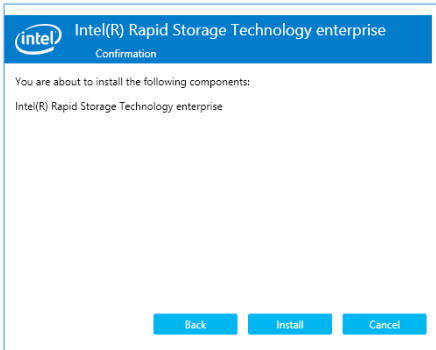 intel
Intel(R) Rapid Storage Technology enterprise
Confirmation
You are about to install the following components:
Intel(R) Rapid Storage Technology enterprise
Back Install Cancel